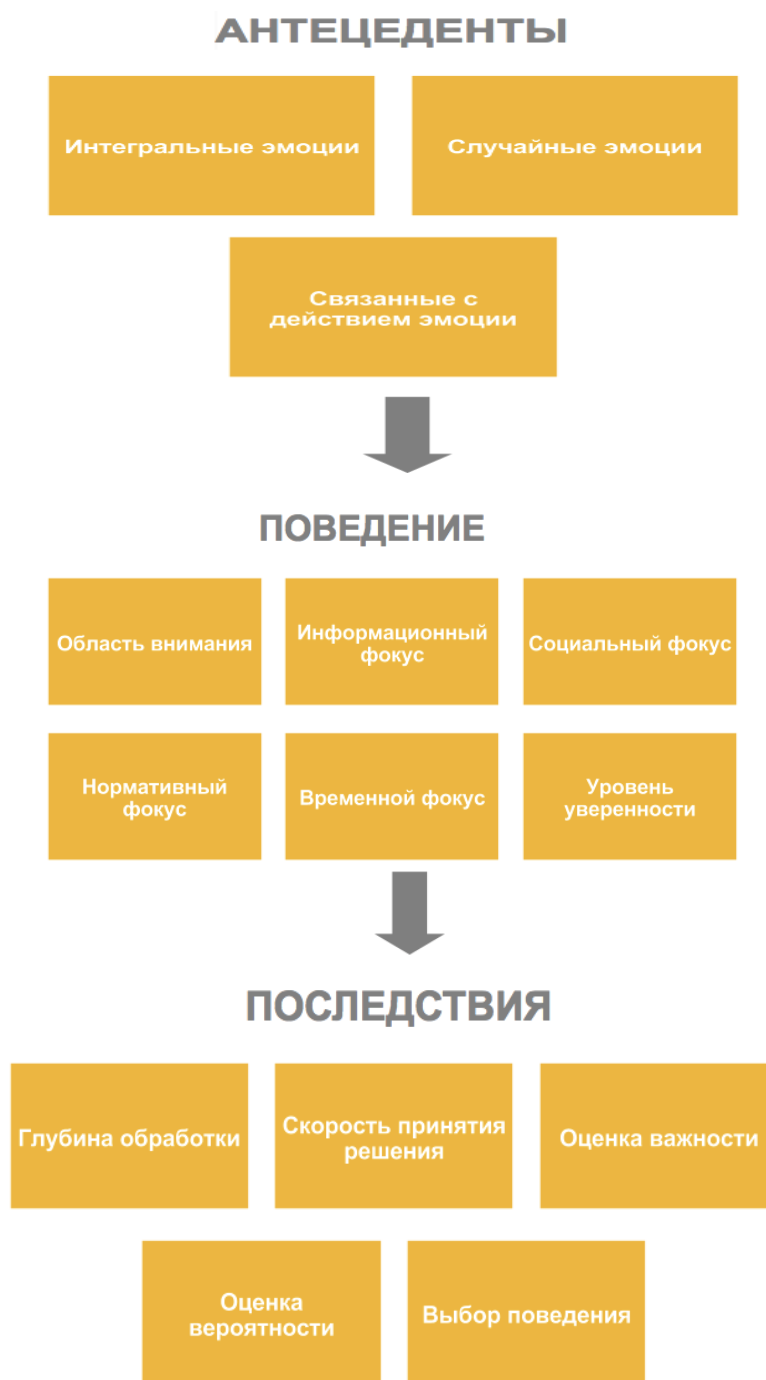 АНТЕЦЕДЕНТЫ
Интегральные эмоции
Случайные эмоции
Связанные с
действием эмоции
ПОВЕДЕНИЕ
Область внимания
Информационный
фокус
Социальный фокус
Нормативный
фокус
Временной фокус
Уровень
уверенности
ПОСЛЕДСТВИЯ
Глубина обработки
Скорость принятия
решения
Оценка важности
Оценка
вероятности
Выбор поведения